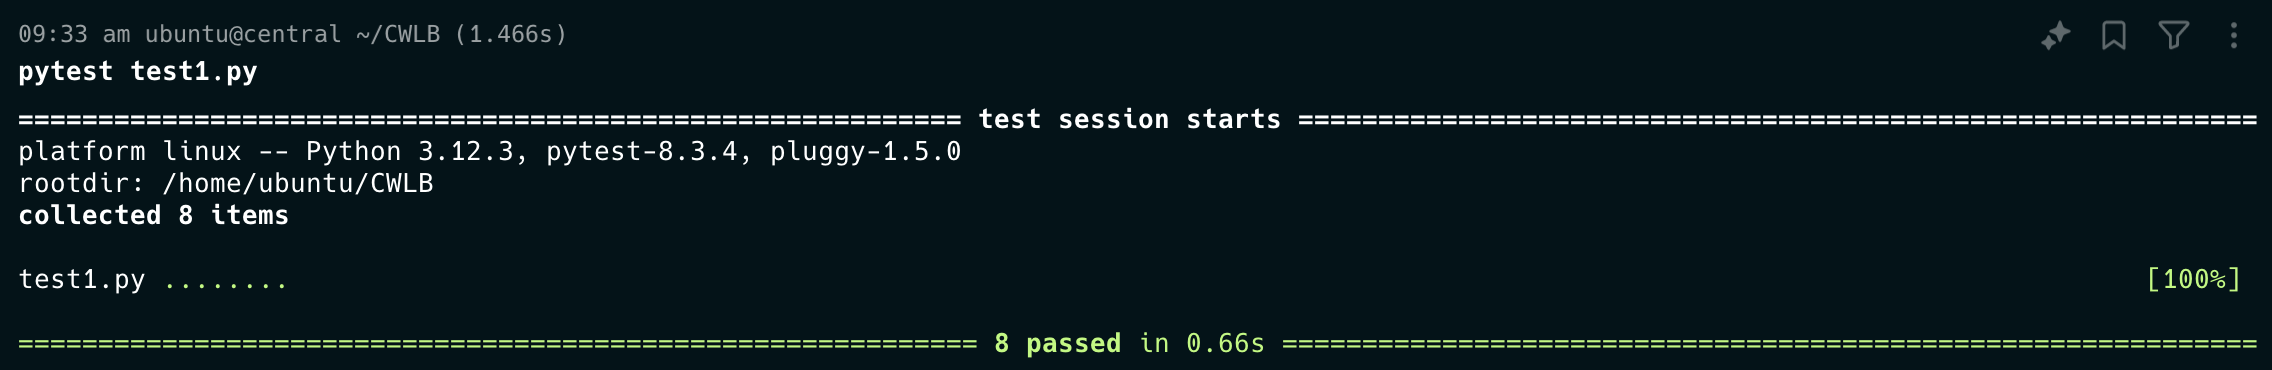 09:33 am ubuntu@central ~/CWLB (1.466s)
pytest test1.py
=========================================================== test session starts ============================================================
platform linux -- Python 3.12.3, pytest-8.3.4, pluggy-1.5.0
rootdir: /home/ubuntu/CWLB
collected 8 items
test1.py ........ [100%]
============================================================ 8 passed in 0.66s =============================================================